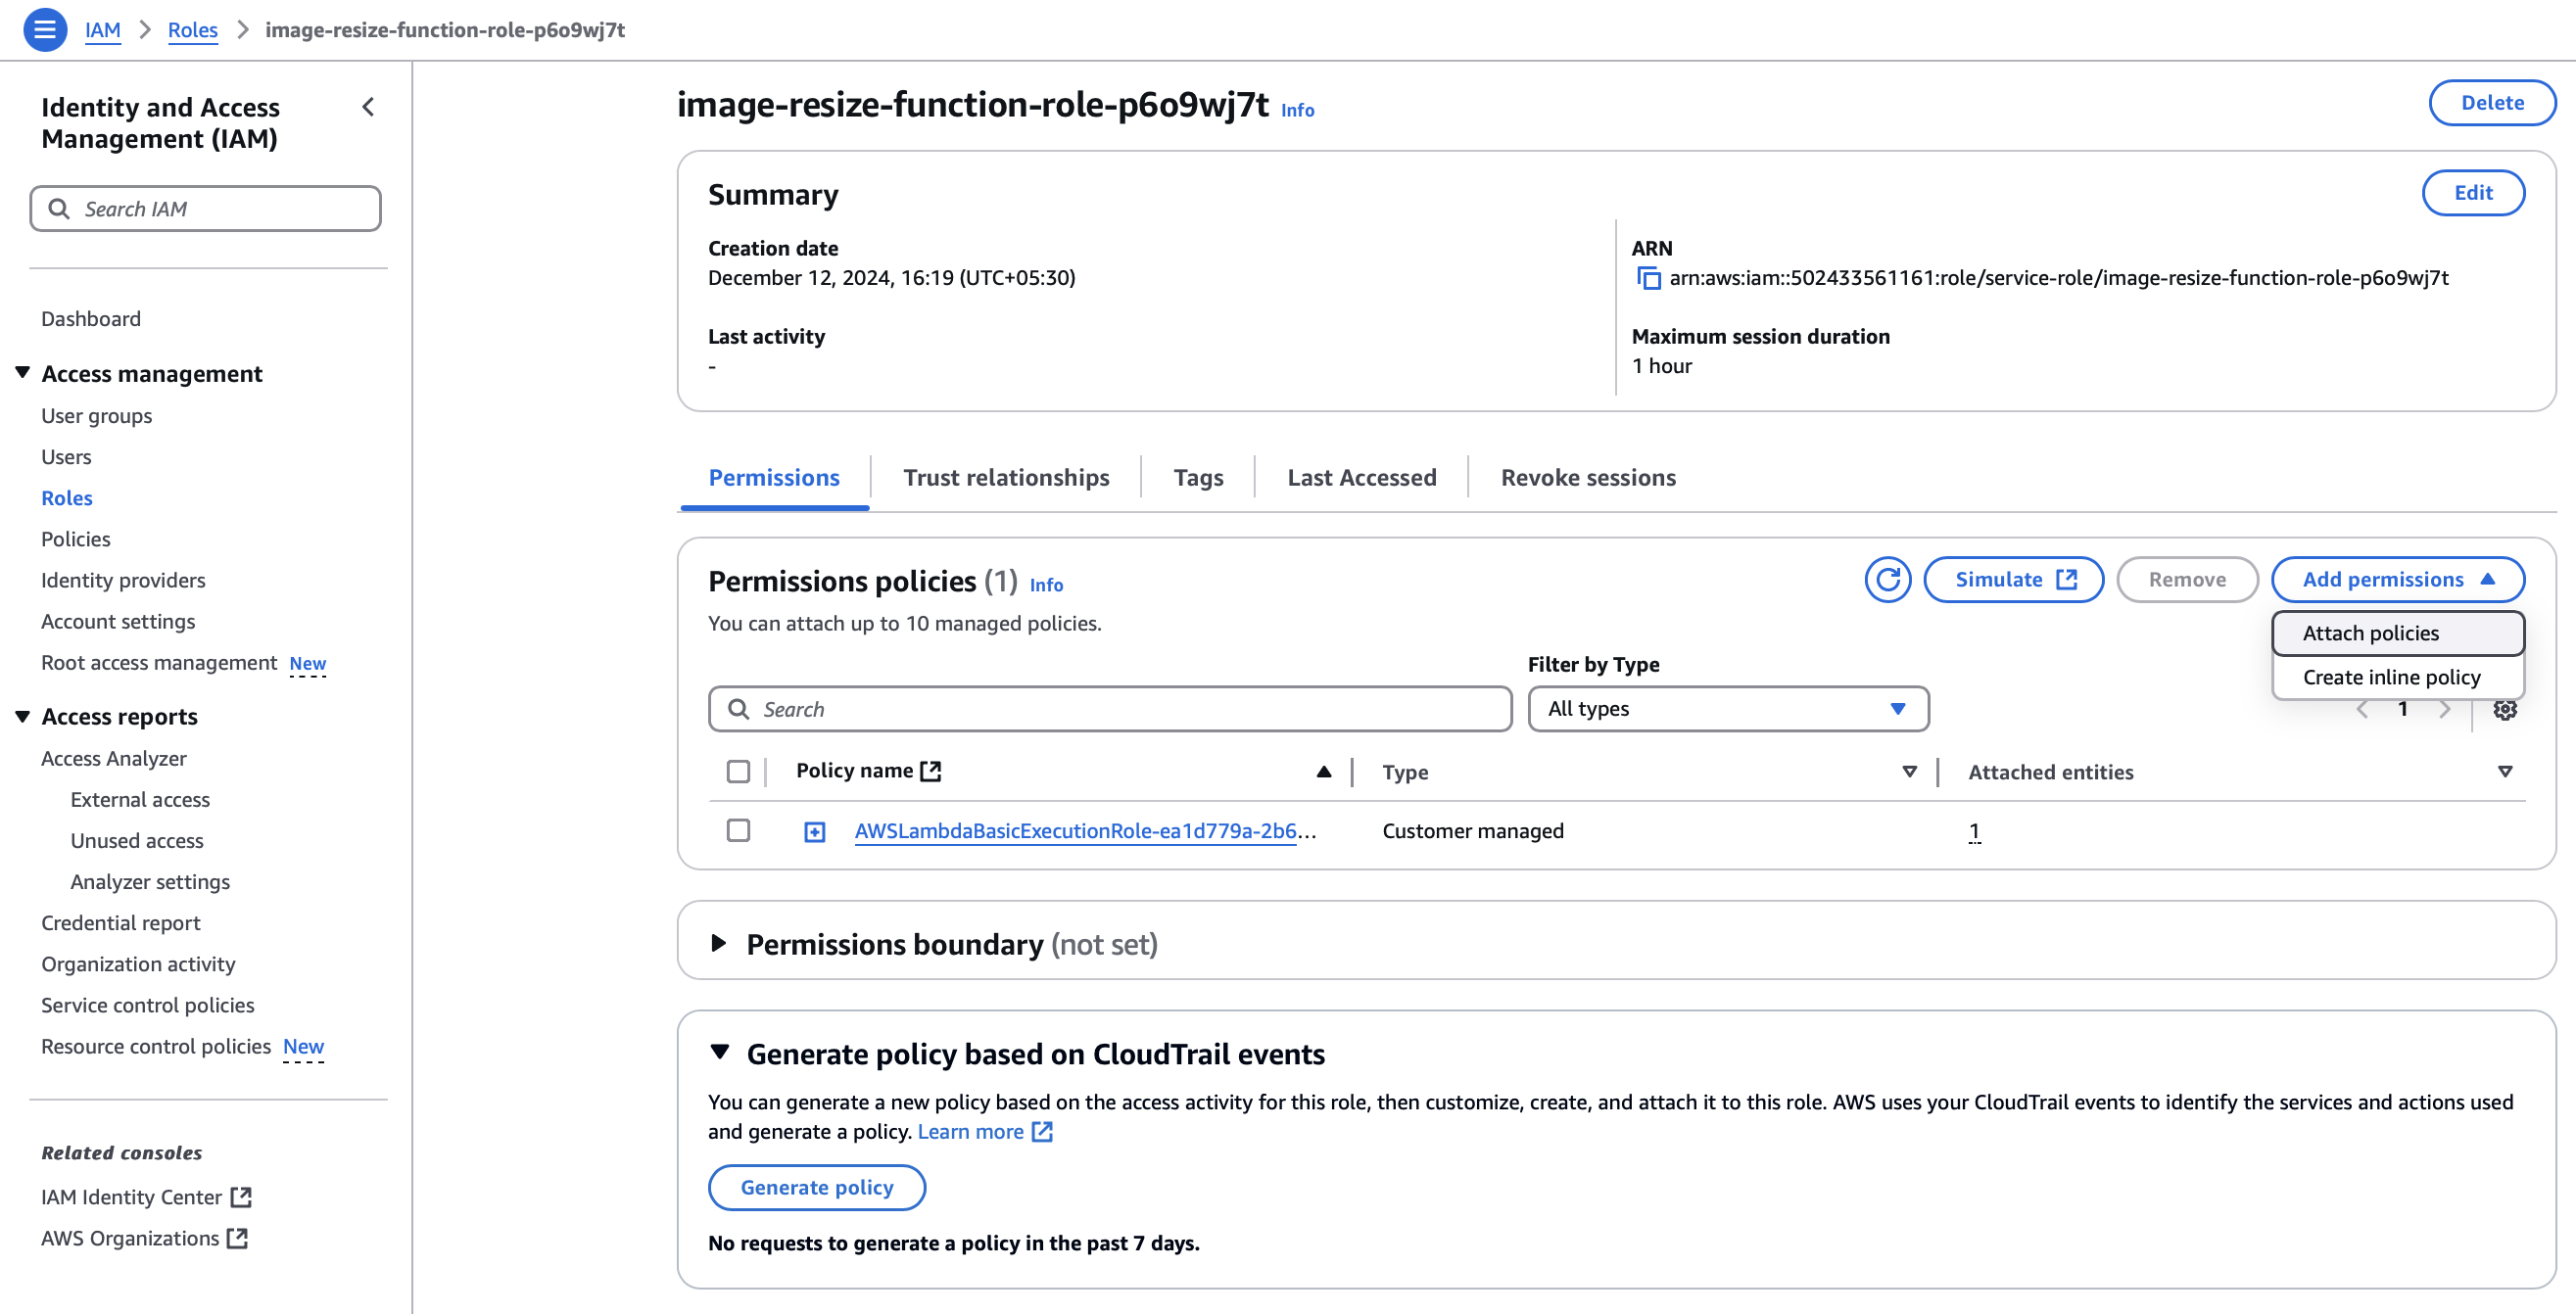 IAM > Roles > image-resize-function-role-p6o9wj7t
Identity and Access
Management (IAM)
Search IAM
Dashboard
Access management
User groups
Users
Roles
Policies
Identity providers
Account settings
Root access management New
Access reports
Access Analyzer
External access
Unused access
Analyzer settings
Credential report
Organization activity
Service control policies
Resource control policies New
Related consoles
IAM Identity Center
AWS Organizations
image-resize-function-role-p6o9wj7t Info
Delete
Summary
Edit
Creation date
December 12, 2024, 16:19 (UTC+05:30)
ARN
arn:aws:iam::502433561161:role/service-role/image-resize-function-role-p6o9wj7t
Last activity
-
Maximum session duration
1 hour
Permissions Trust relationships Tags Last Accessed Revoke sessions
Permissions policies (1) Info
Simulate Remove Add permissions
You can attach up to 10 managed policies.
Attach policies
Create inline policy
Filter by Type
Search
All types
1
Policy name Type Attached entities
AWSLambdaBasicExecutionRole-ea1d779a-2b6... Customer managed 1
Permissions boundary (not set)
Generate policy based on CloudTrail events
You can generate a new policy based on the access activity for this role, then customize, create, and attach it to this role. AWS uses your CloudTrail events to identify the services and actions used
and generate a policy. Learn more
Generate policy
No requests to generate a policy in the past 7 days.